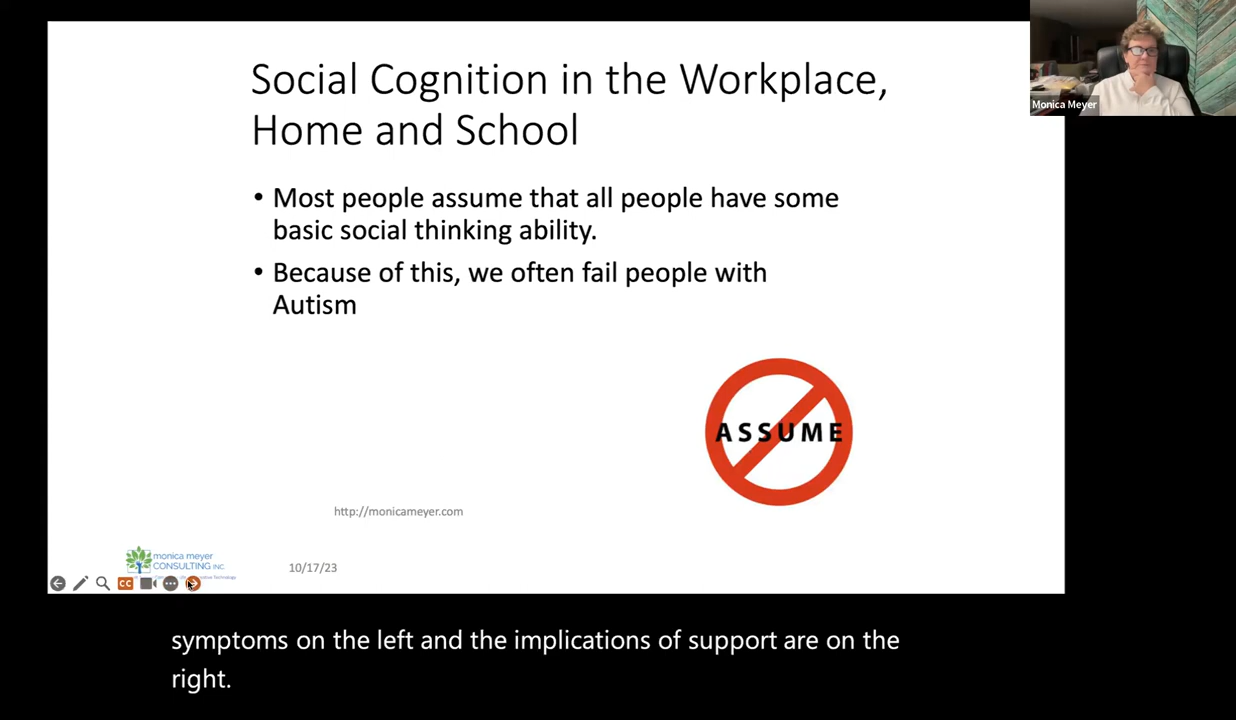 Social Cognition in the Workplace,
Home and School
• Most people assume that all people have some
basic social thinking ability.
• Because of this, we often fail people with
Autism
ASSUME
http://monicameyer.com
monica meyer
CONSULTING INC.
Technology
10/17/23
CC
Monica Meyer
symptoms on the left and the implications of support are on the
right.